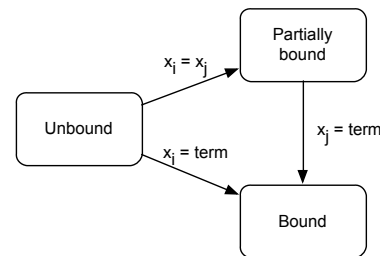 Partially
bound
x_i = x_j
Unbound
x_j = term
x_i = term
Bound